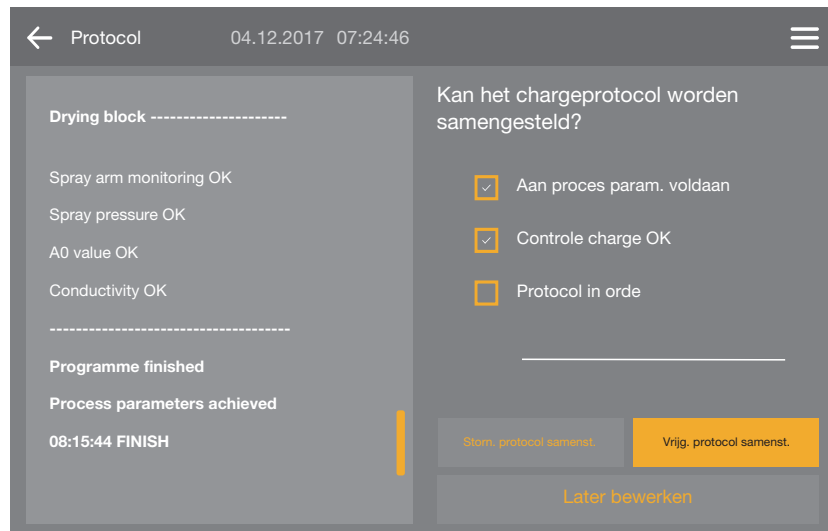 Protocol 04.12.2017 07:24:46
Drying block ---------------------
Spray arm monitoring OK
Spray pressure OK
A0 value OK
Conductivity OK
-------------------------------------
Programme finished
Process parameters achieved
08:15:44 FINISH
Kan het chargeprotocol worden
samengesteld?
Aan proces param. voldaan
Controle charge OK
Protocol in orde
Storn. protocol samenst.
Vrijg. protocol samenst.
Later bewerken